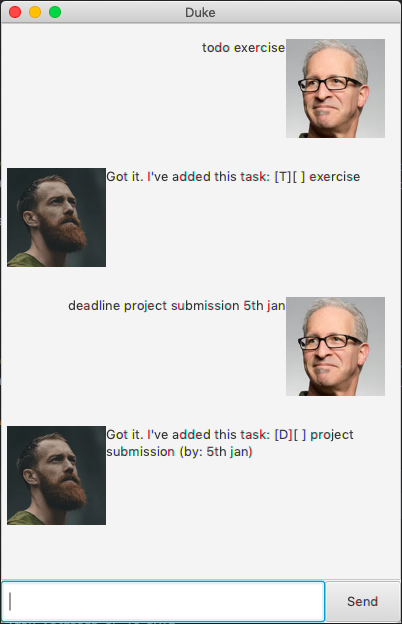 Duke
todo exercise
Got it. I've added this task: [T][ ] exercise
deadline project submission 5th jan
Got it. I've added this task: [D][ ] project
submission (by: 5th jan)
Send